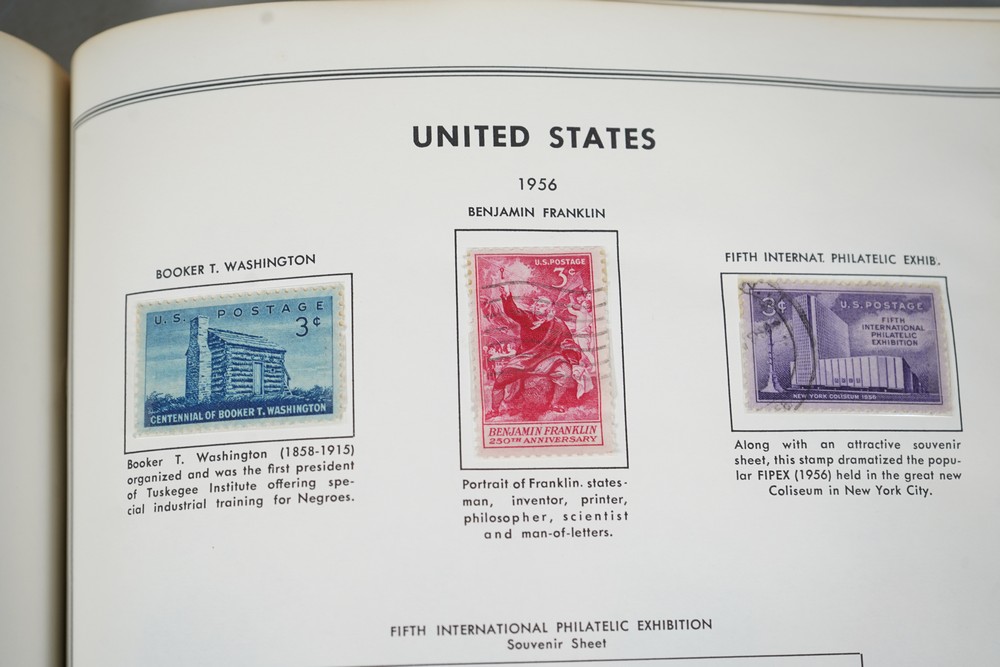 UNITED STATES
1956
BENJAMIN FRANKLIN
BOOKER T. WASHINGTON
U.S. POSTAGE
3¢
CENTENNIAL OF BOOKER T. WASHINGTON
Booker T. Washington (1858-1915)
organized and was the first president
of Tuskegee Institute offering spe-
cial industrial training for Negroes.
U.S. POSTAGE
3¢
BENJAMIN FRANKLIN
250TH ANNIVERSARY
Portrait of Franklin. states-
man, inventor, printer,
philosopher, scientist
and man-of-letters.
FIFTH INTERNAT. PHILATELIC EXHIB.
3¢
U.S. POSTAGE
FIFTH
INTERNATIONAL
PHILATELIC
EXHIBITION
NEW YORK COLISEUM 1956
Along with an attractive souvenir
sheet, this stamp dramatized the popu-
lar FIPEX (1956) held in the great new
Coliseum in New York City.
FIFTH INTERNATIONAL PHILATELIC EXHIBITION
Souvenir Sheet